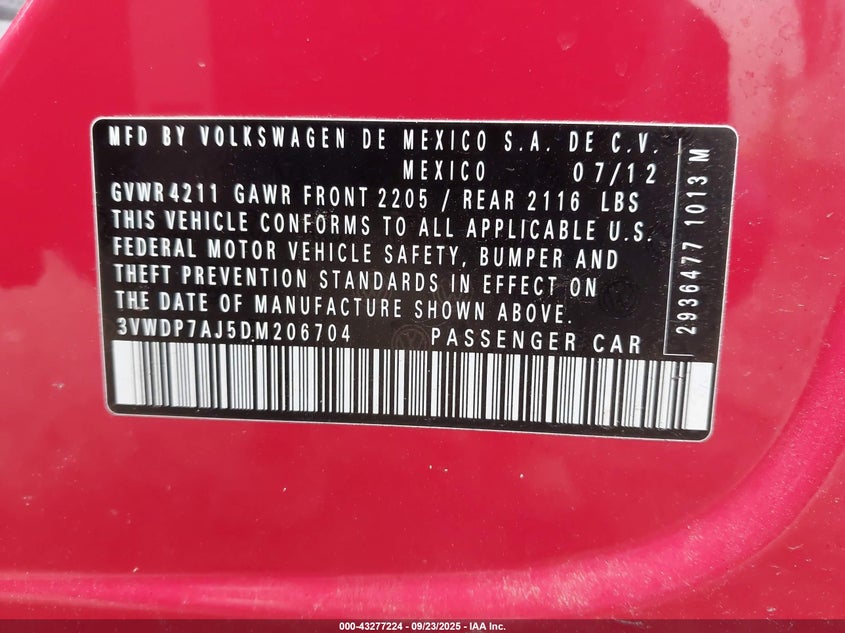 MFD BY VOLKSWAGEN DE MEXICO S.A. DE C.V.
MEXICO 07/12
GVWR 4211 GAWR FRONT 2205 / REAR 2116 LBS
THIS VEHICLE CONFORMS TO ALL APPLICABLE U.S.
FEDERAL MOTOR VEHICLE SAFETY, BUMPER AND
THEFT PREVENTION STANDARDS IN EFFECT ON
THE DATE OF MANUFACTURE SHOWN ABOVE.
3VWDP7AJ5DM206704 PASSENGER CAR
2936477 1013 M
000-43277224 | 09/23/2025 | IAA Inc.